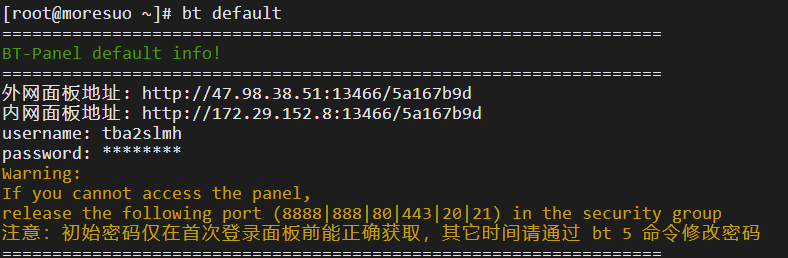 [root@moresuo ~]# bt default
==================================================================
BT-Panel default info!
==================================================================
外网面板地址: http://47.98.38.51:13466/5a167b9d
内网面板地址: http://172.29.152.8:13466/5a167b9d
username: tba2slmh
password: ********
Warning:
If you cannot access the panel,
release the following port (8888|888|80|443|20|21) in the security group
注意：初始密码仅在首次登录面板前能正确获取，其它时间请通过 bt 5 命令修改密码
==================================================================